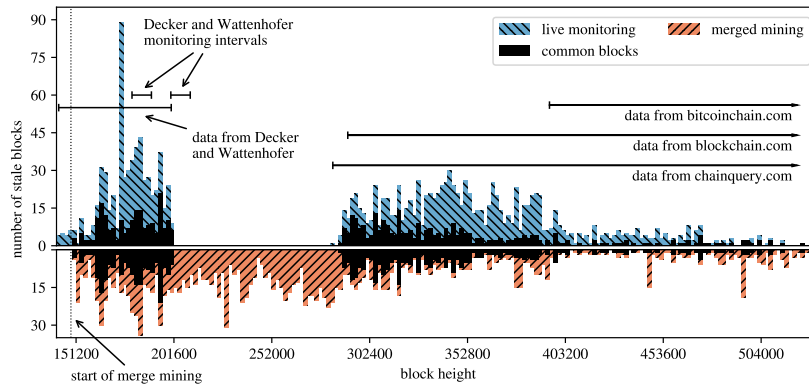 90
75
60
45
30
15
0
15
30
number of stale blocks
Decker and Wattenhofer
monitoring intervals
data from Decker
and Wattenhofer
live monitoring
common blocks
merged mining
data from bitcoinchain.com
data from blockchain.com
data from chainquery.com
151200
201600
252000
302400
352800
403200
453600
504000
block height
start of merge mining